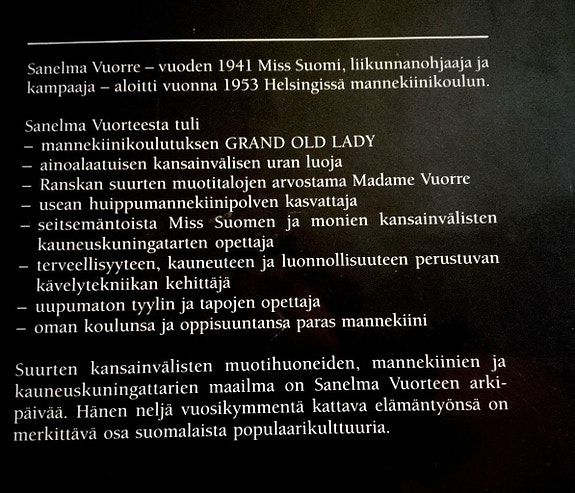 Sanelma Vuorre – vuoden 1941 Miss Suomi, liikunnanohjaaja ja
kampaaja – aloitti vuonna 1953 Helsingissä mannekiinikoulun.
Sanelma Vuorteesta tuli
– mannekiinikoulutuksen GRAND OLD LADY
– ainoalaatuisen kansainvälisen uran luoja
– Ranskan suurten muotitalojen arvostama Madame Vuorre
– usean huippumannekiinipolven kasvattaja
– seitsemäntoista Miss Suomen ja monien kansainvälisten
kauneuskuningatarten opettaja
– terveellisyyteen, kauneuteen ja luonnollisuuteen perustuvan
kävelytekniikan kehittäjä
– uupumaton tyylin ja tapojen opettaja
– oman koulunsa ja oppisuuntansa paras mannekiini
Suurten kansainvälisten muotihuoneiden, mannekiinien ja
kauneuskuningattarien maailma on Sanelma Vuorteen arki-
päivää. Hänen neljä vuosikymmentä kattava elämäntyönsä on
merkittävä osa suomalaista populaarikulttuuria.